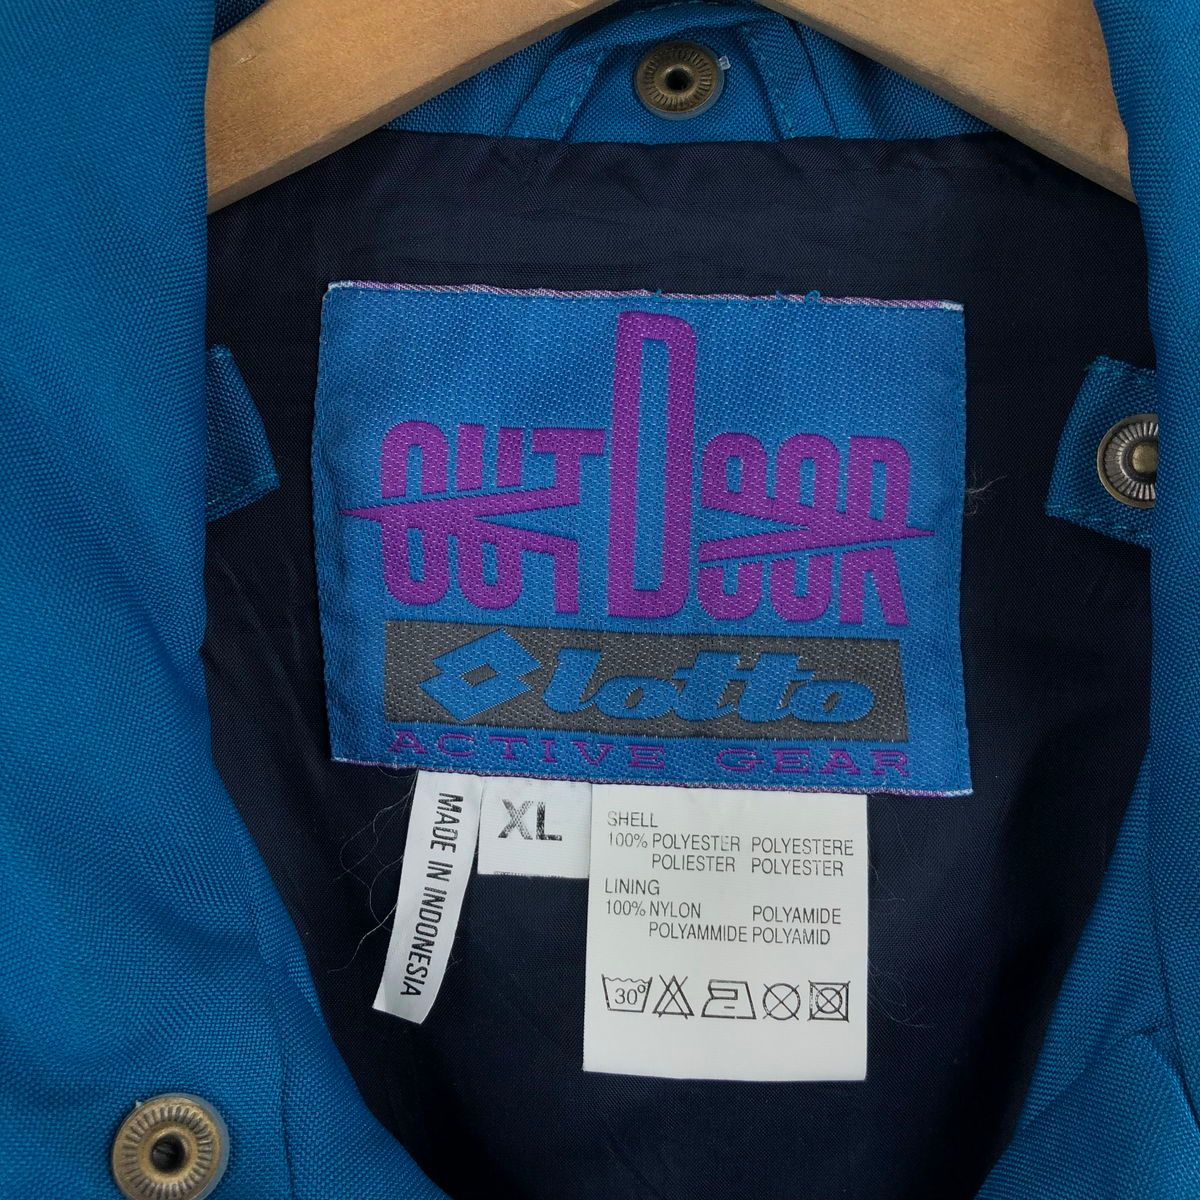 OUTDOOR
lotto
ACTIVE GEAR
MADE IN INDONESIA
XL
SHELL
100% POLYESTER POLYESTERE
POLIESTER POLYESTER
LINING
100% NYLON POLYAMIDE
POLYAMMIDE POLYAMID
30°